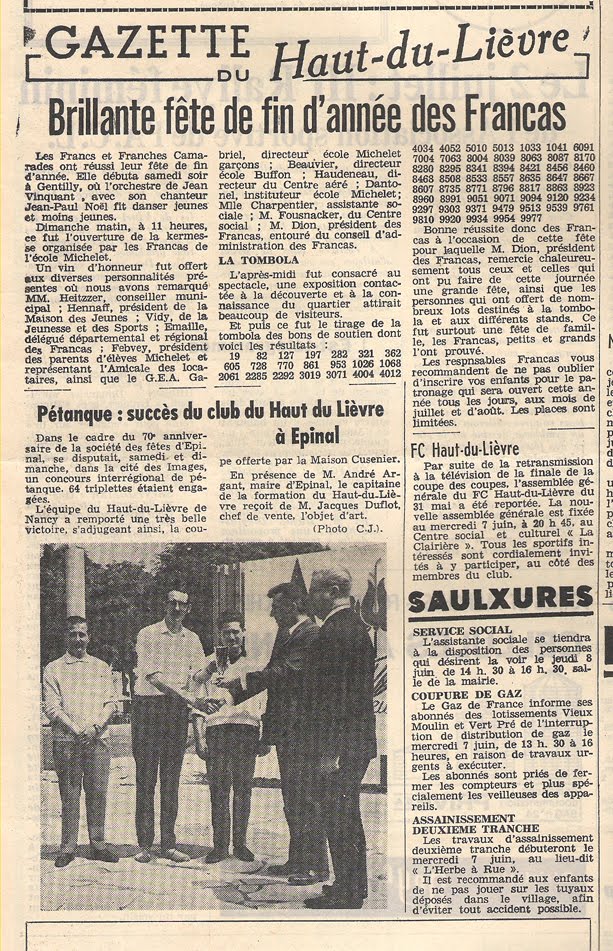 GAZETTE
DU
Haut-du-Lièvre
Brillante fête de fin d'année des Francas
Les Francs et Franches Cama-
rades ont réussi leur fête de fin
d'année. Elle débuta samedi soir
à Gentilly, où l'orchestre de Jean
Vinquant, avec son chanteur
Jean-Paul Noël fit danser jeunes
et moins jeunes.
Dimanche matin, à 11 heures,
ce fut l'ouverture de la kermes-
se organisée par les Francas de
l'école Michelet.
Un vin d'honneur fut offert
aux diverses personnalités pré-
sentes où nous avons remarqué
MM. Heitzzer, conseiller muni-
cipal ; Hennaff, président de la
Maison des Jeunes ; Vidy, de la
Jeunesse et des Sports ; Emaille,
délégué départemental et régional
des Francas ; Febvey, président
des parents d'élèves Michelet et
représentant l'Amicale des loca-
taires, ainsi que le G.E.A. Ga-
briel, directeur école Michelet
garçons ; Beauvier, directeur
école Buffon ; Haudeneau, di-
recteur du Centre aéré ; Danto-
nel, instituteur école Michelet ;
Mlle Charpentier, assistante so-
ciale ; M. Fousnacker, du Centre
social ; M. Dion, président des
Francas, entouré du conseil d'ad-
ministration des Francas.
LA TOMBOLA
L'après-midi fut consacré au
spectacle, une exposition contac-
tée à la découverte et à la con-
naissance du quartier attirait
beaucoup de visiteurs.
Et puis ce fut le tirage de la
tombola des bons de soutien dont
voici les résultats :
19 82 127 197 282 321 362
605 728 770 861 953 1026 1068
2061 2285 2292 3019 3071 4004 4012
4034 4052 5010 5013 1033 1041 6091
7004 7063 8004 8039 8063 8087 8170
8280 8295 8341 8394 8421 8456 8460
8463 8508 8533 8557 8635 8647 8667
8607 8735 8771 8796 8817 8863 8923
8960 8991 9051 9071 9090 9124 9234
9297 9303 9371 9479 9513 9539 9761
9810 9920 9934 9954 9977
Bonne réussite donc des Fran-
cas à l'occasion de cette fête
pour laquelle M. Dion, président
des Francas, remercie chaleureu-
sement tous ceux et celles qui
ont pu faire de cette journée
une grande fête, ainsi que les
personnes qui ont offert de nom-
breux lots destinés à la tombo-
la et aux différents stands. Ce
fut surtout une fête de famil-
le, les Francas, petits et grands
l'ont prouvé.
Les respnsables Francas vous
recommandent de ne pas oublier
d'inscrire vos enfants pour le pa-
tronage qui sera ouvert cette an-
née tous les jours, aux mois de
juillet et d'août. Les places sont
limitées.
Pétanque : succès du club du Haut du Lièvre
à Epinal
Dans le cadre du 70e anniver-
saire de la société des fêtes d'Epi-
nal, se disputait, samedi et di-
manche, dans la cité des Images,
un concours interrégional de pé-
tanque. 64 triplettes étaient enga-
gées.
L'équipe du Haut-du-Lièvre de
Nancy a remporté une très belle
victoire, s'adjugeant ainsi, la cou-
pe offerte par la Maison Cusenier.
En présence de M. André Ar-
gant, maire d'Epinal, le capitaine
de la formation du Haut-du-Liè-
vre reçoit de M. Jacques Duflot,
chef de vente, l'objet d'art.
(Photo C.J.).
FC Haut-du-Lièvre
Par suite de la retransmission
à la télévision de la finale de la
coupe des coupes, l'assemblée gé-
nérale du FC Haut-du-Lièvre du
31 mai a été reportée. La nou-
velle assemblée générale est fixée
au mercredi 7 juin, à 20 h 45, au
Centre social et culturel « La
Clairière ». Tous les sportifs in-
téressés sont cordialement invi-
tés à y participer, au côté des
membres du club.
SAULXURES
SERVICE SOCIAL
L'assistante sociale se tiendra
à la disposition des personnes
qui désirent la voir le jeudi 8
juin, de 14 h. 30 à 16 h. 30, sal-
le de la mairie.
COUPURE DE GAZ
Le Gaz de France informe ses
abonnés des lotissements Vieux
Moulin et Vert Pré de l'interrup-
tion de distribution de gaz le
mercredi 7 juin, de 13 h. 30 à 16
heures, en raison de travaux ur-
gents à exécuter.
Les abonnés sont priés de fer-
mer les compteurs et plus spé-
cialement les veilleuses des appa-
reils.
ASSAINISSEMENT
DEUXIEME TRANCHE
Les travaux d'assainissement
deuxième tranche débuteront le
mercredi 7 juin, au lieu-dit
« L'Herbe à Rue ».
Il est recommandé aux enfants
de ne pas jouer sur les tuyaux
déposés dans le village, afin
d'éviter tout accident possible.